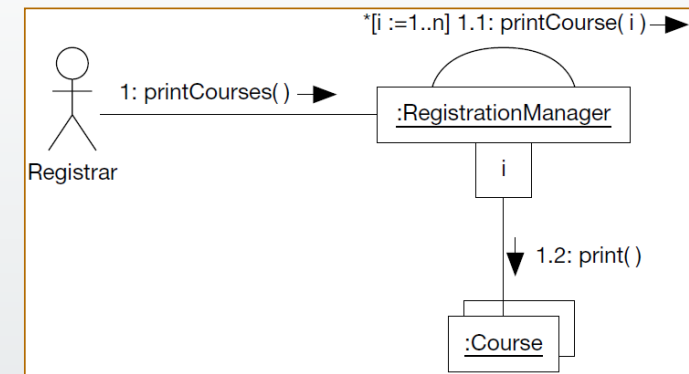 *[i :=1..n] 1.1: printCourse( i )
1: printCourses( )
:RegistrationManager
Registrar
i
1.2: print( )
:Course